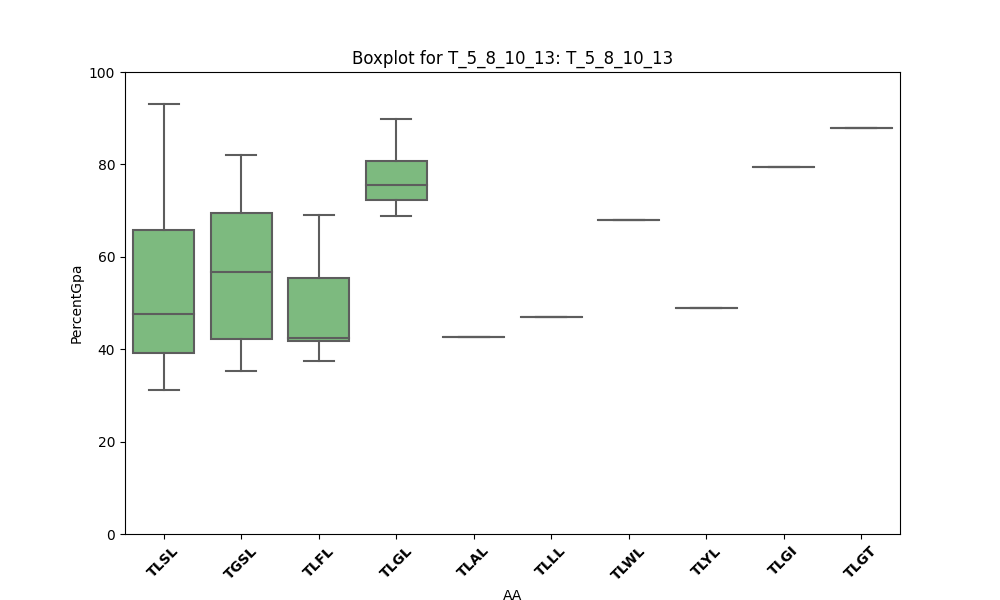 Boxplot for T_5_8_10_13: T_5_8_10_13
PercentGpa
100
80
60
40
20
0
TLSL TGSL TLFL TLGL TLAL TLLL TLWL TLYL TLGI TLGT
AA